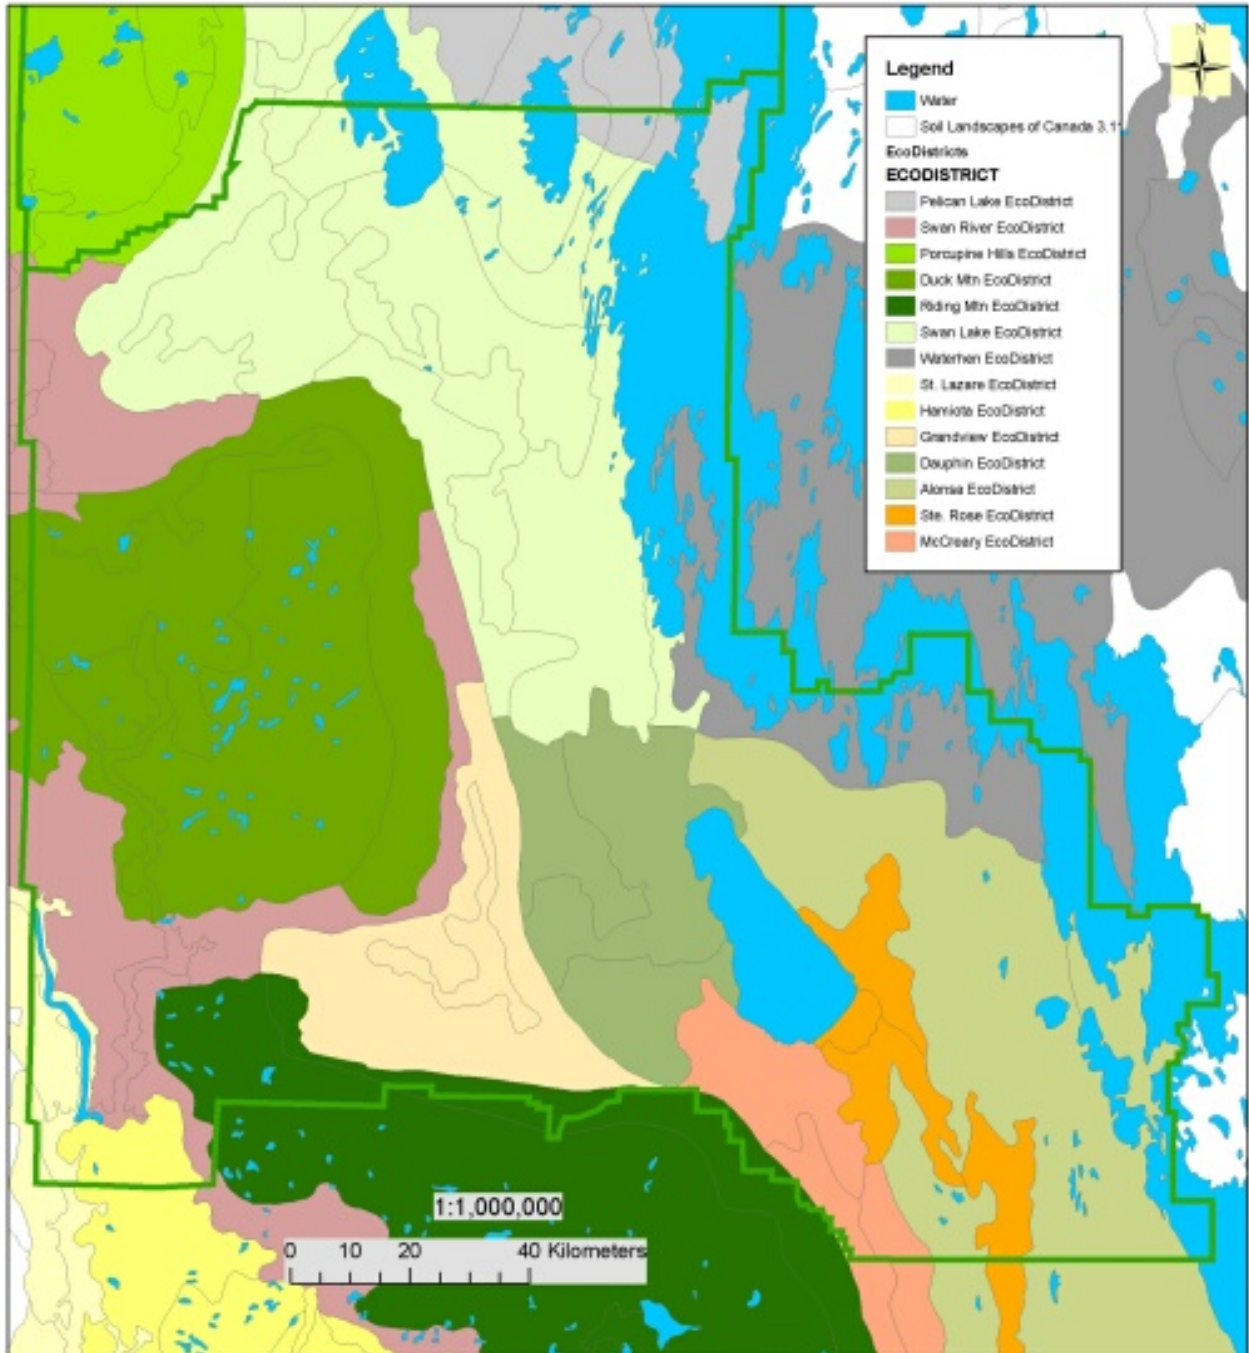 N
Legend
Water
Soil Landscapes of Canada 3.1
EcoDistricts
ECODISTRICT
Pelican Lake EcoDistrict
Swan River EcoDistrict
Porcupine Hills EcoDistrict
Duck Mtn EcoDistrict
Riding Mtn EcoDistrict
Swan Lake EcoDistrict
Waterhen EcoDistrict
St. Lazare EcoDistrict
Hamiota EcoDistrict
Grandview EcoDistrict
Dauphin EcoDistrict
Alonsa EcoDistrict
Ste. Rose EcoDistrict
McCreary EcoDistrict
1:1,000,000
0 10 20 40 Kilometers